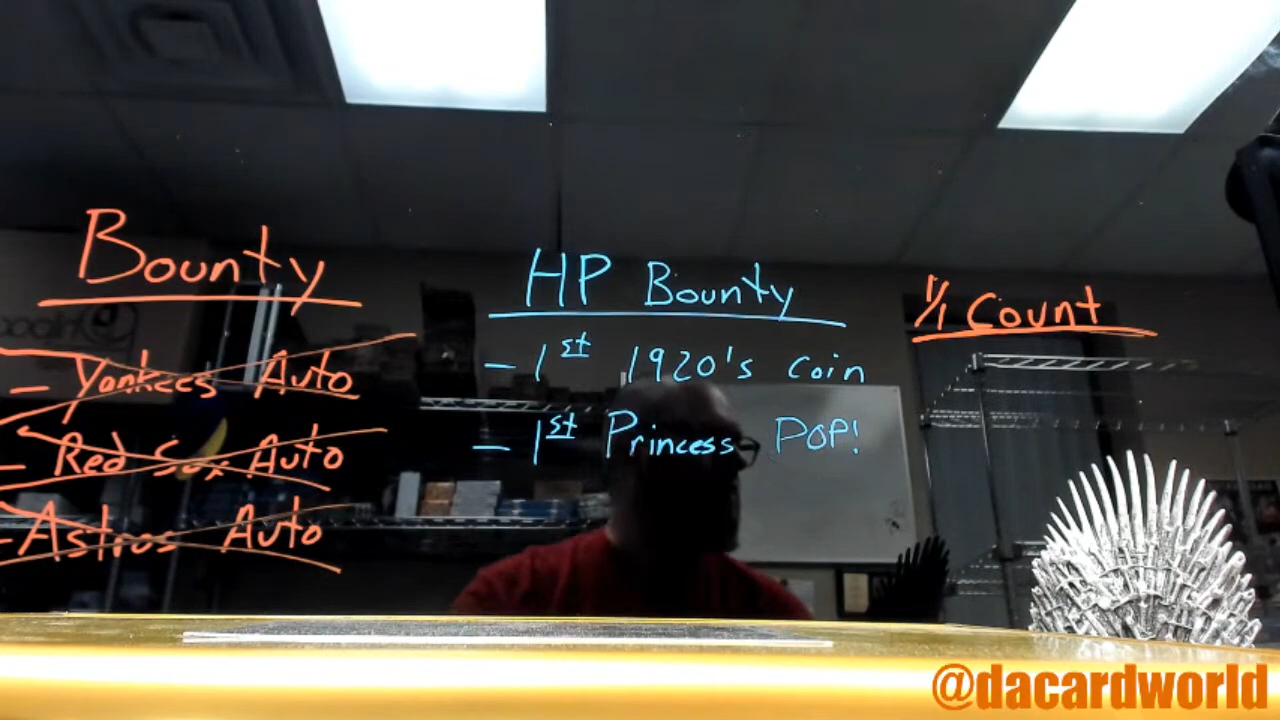 Bounty
- Yankees Auto
- Red Sox Auto
- Astros Auto
HP Bounty
- 1st 1920's Coin
- 1st Princess POP!
1/1 Count
@dacardworld